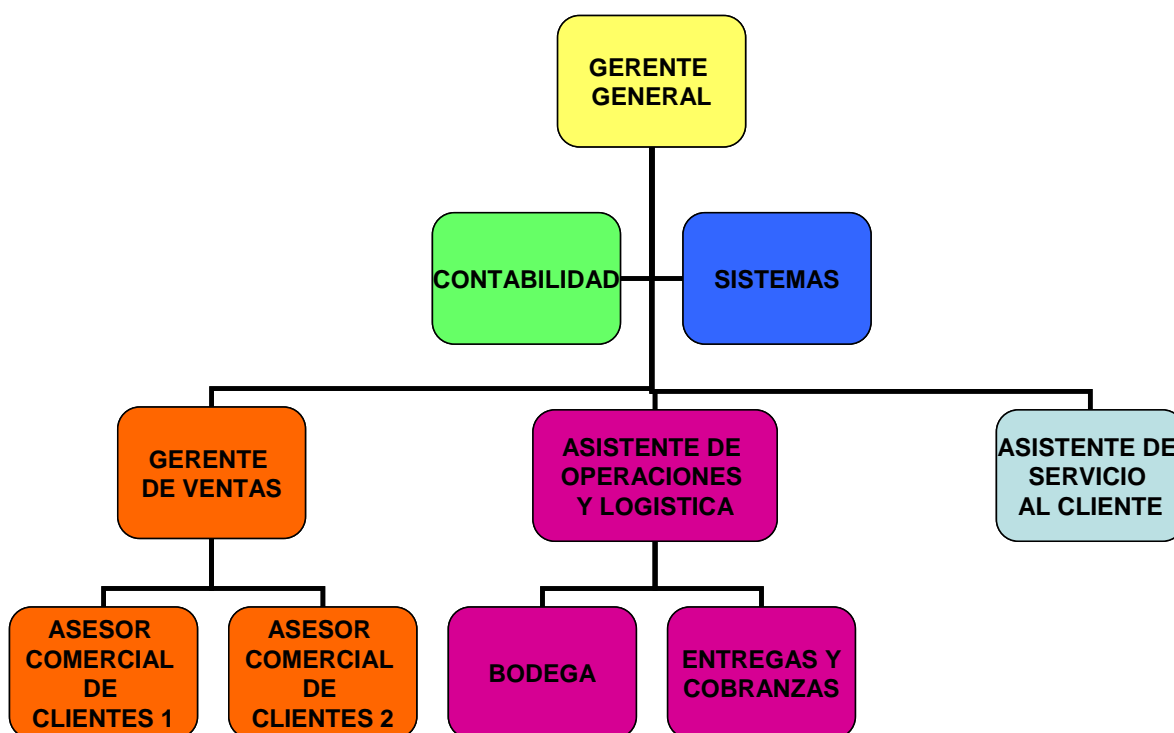 GERENTE
GENERAL
CONTABILIDAD
SISTEMAS
GERENTE
DE VENTAS
ASISTENTE DE
OPERACIONES
Y LOGISTICA
ASISTENTE DE
SERVICIO
AL CLIENTE
ASESOR
COMERCIAL
DE
CLIENTES 1
ASESOR
COMERCIAL
DE
CLIENTES 2
BODEGA
ENTREGAS Y
COBRANZAS